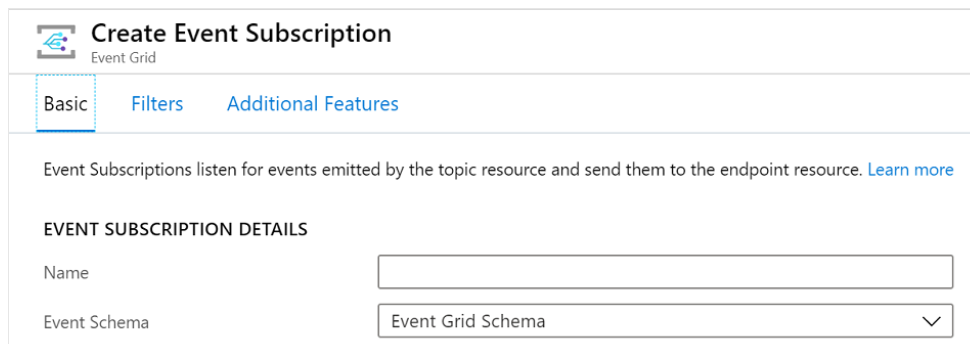 Create Event Subscription
Event Grid
Basic Filters Additional Features
Event Subscriptions listen for events emitted by the topic resource and send them to the endpoint resource. Learn more
EVENT SUBSCRIPTION DETAILS
Name
Event Schema Event Grid Schema